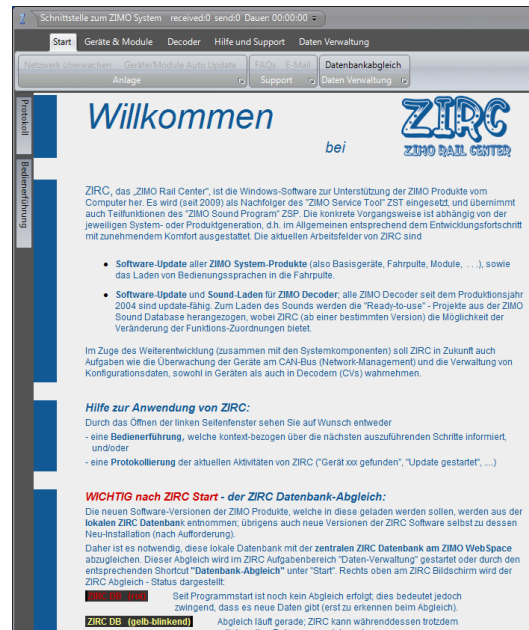 Schnittstelle zum ZIMO System received:0 send:0 Dauer: 00:00:00
Start Geräte & Module Decoder Hilfe und Support Daten Verwaltung
Netzwerk überwachen Geräte/Module Auto Update FAQs E-Mail Datenbankabgleich
Anlage Support Daten Verwaltung
Protokoll
Bedienerführung
Willkommen
bei
ZIRC
ZIMO RAIL CENTER
ZIRC, das „ZIMO Rail Center", ist die Windows-Software zur Unterstützung der ZIMO Produkte vom
Computer her. Es wird (seit 2009) als Nachfolger des "ZIMO Service Tool" ZST eingesetzt, und übernimmt
auch Teilfunktionen des "ZIMO Sound Program" ZSP. Die konkrete Vorgangsweise ist abhängig von der
jeweiligen System- oder Produktgeneration, d.h. im Allgemeinen entsprechend dem Entwicklungsfortschritt
mit zunehmendem Komfort ausgestattet. Die aktuellen Arbeitsfelder von ZIRC sind
• Software-Update aller ZIMO System-Produkte (also Basisgeräte, Fahrpulte, Module, . . .), sowie
das Laden von Bedienungssprachen in die Fahrpulte.
• Software-Update und Sound-Laden für ZIMO Decoder; alle ZIMO Decoder seit dem Produktionsjahr
2004 sind update-fähig. Zum Laden des Sounds werden die "Ready-to-use" - Projekte aus der ZIMO
Sound Database herangezogen, wobei ZIRC (ab einer bestimmten Version) die Möglichkeit der
Veränderung der Funktions-Zuordnungen bietet.
Im Zuge des Weiterentwicklung (zusammen mit den Systemkomponenten) soll ZIRC in Zukunft auch
Aufgaben wie die Überwachung der Geräte am CAN-Bus (Network-Management) und die Verwaltung von
Konfigurationsdaten, sowohl in Geräten als auch in Decodern (CVs) wahrnehmen.
Hilfe zur Anwendung von ZIRC:
Durch das Öffnen der linken Seitenfenster sehen Sie auf Wunsch entweder
- eine Bedienerführung, welche kontext-bezogen über die nächsten auszuführenden Schritte informiert,
und/oder
- eine Protokollierung der aktuellen Aktivitäten von ZIRC ("Gerät xxx gefunden", "Update gestartet", ....)
WICHTIG nach ZIRC Start - der ZIRC Datenbank-Abgleich:
Die neuen Software-Versionen der ZIMO Produkte, welche in diese geladen werden sollen, werden aus der
lokalen ZIRC Datenbank entnommen; übrigens auch neue Versionen der ZIRC Software selbst zu dessen
Neu-Installation (nach Aufforderung).
Daher ist es notwendig, diese lokale Datenbank mit der zentralen ZIRC Datenbank am ZIMO WebSpace
abzugleichen. Dieser Abgleich wird im ZIRC Aufgabenbereich "Daten-Verwaltung" gestartet oder durch den
entsprechenden Shortcut "Datenbank-Abgleich" unter "Start". Rechts oben am ZIRC Bildschirm wird der
ZIRC Abgleich - Status dargestellt:
ZIRC DB (rot) Seit Programmstart ist noch kein Abgleich erfolgt; dies bedeutet jedoch
zwingend, dass es neue Daten gibt (erst zu erkennen beim Abgleich).
ZIRC DB (gelb-blinkend) Abgleich läuft gerade; ZIRC kann währenddessen trotzdem